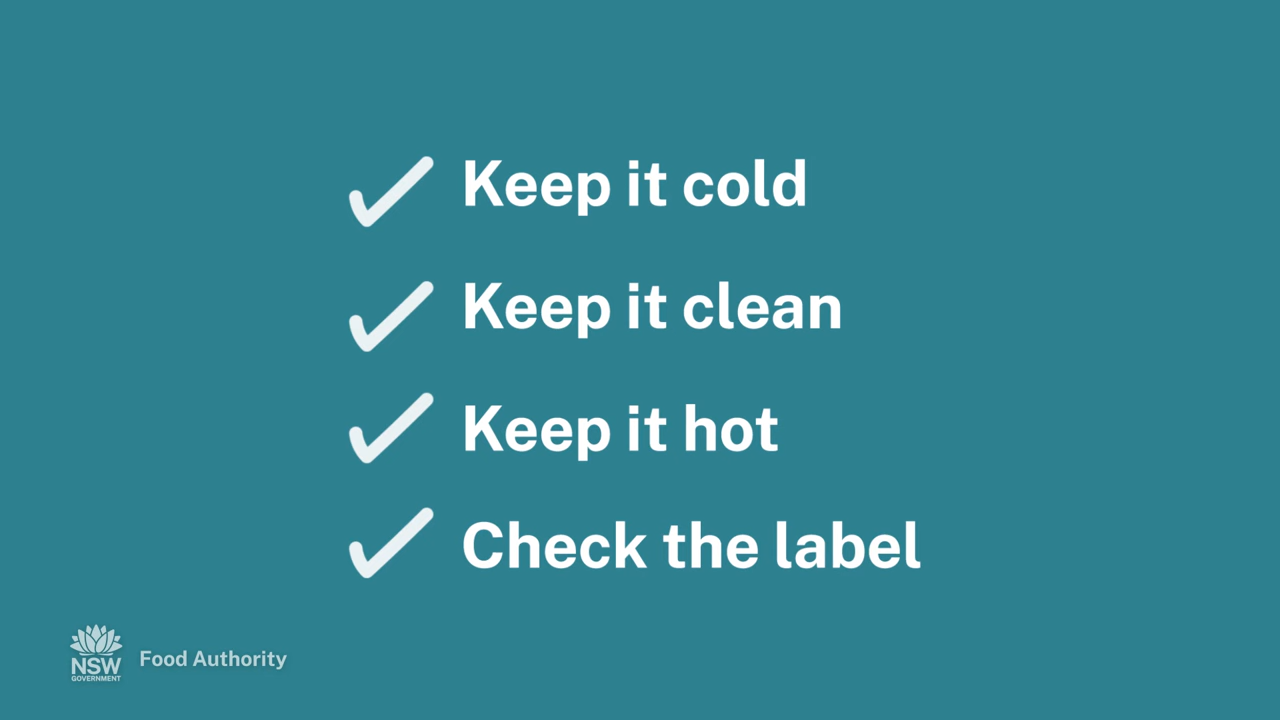 Keep it cold
Keep it clean
Keep it hot
Check the label
NSW
GOVERNMENT
Food Authority